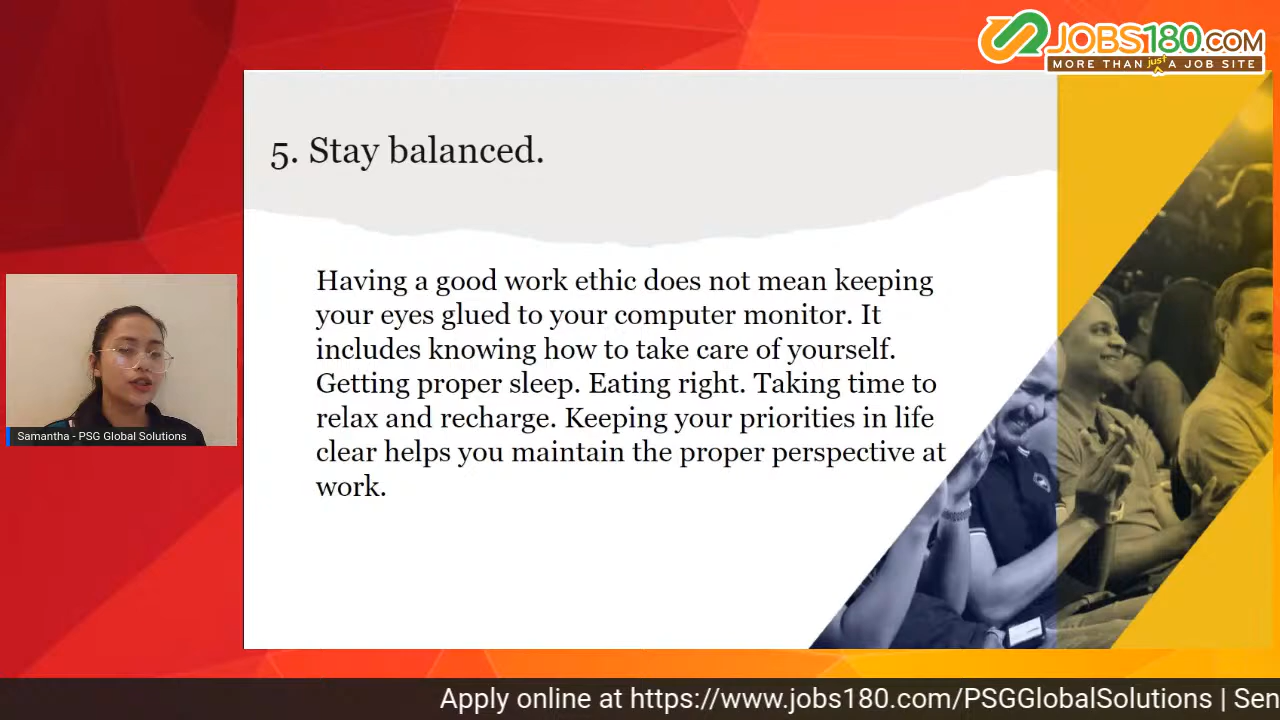 JOBS180.COM
MORE THAN just A JOB SITE
5. Stay balanced.
Having a good work ethic does not mean keeping
your eyes glued to your computer monitor. It
includes knowing how to take care of yourself.
Getting proper sleep. Eating right. Taking time to
relax and recharge. Keeping your priorities in life
clear helps you maintain the proper perspective at
work.
Samantha - PSG Global Solutions
Apply online at https://www.jobs180.com/PSGGlobalSolutions | Sen